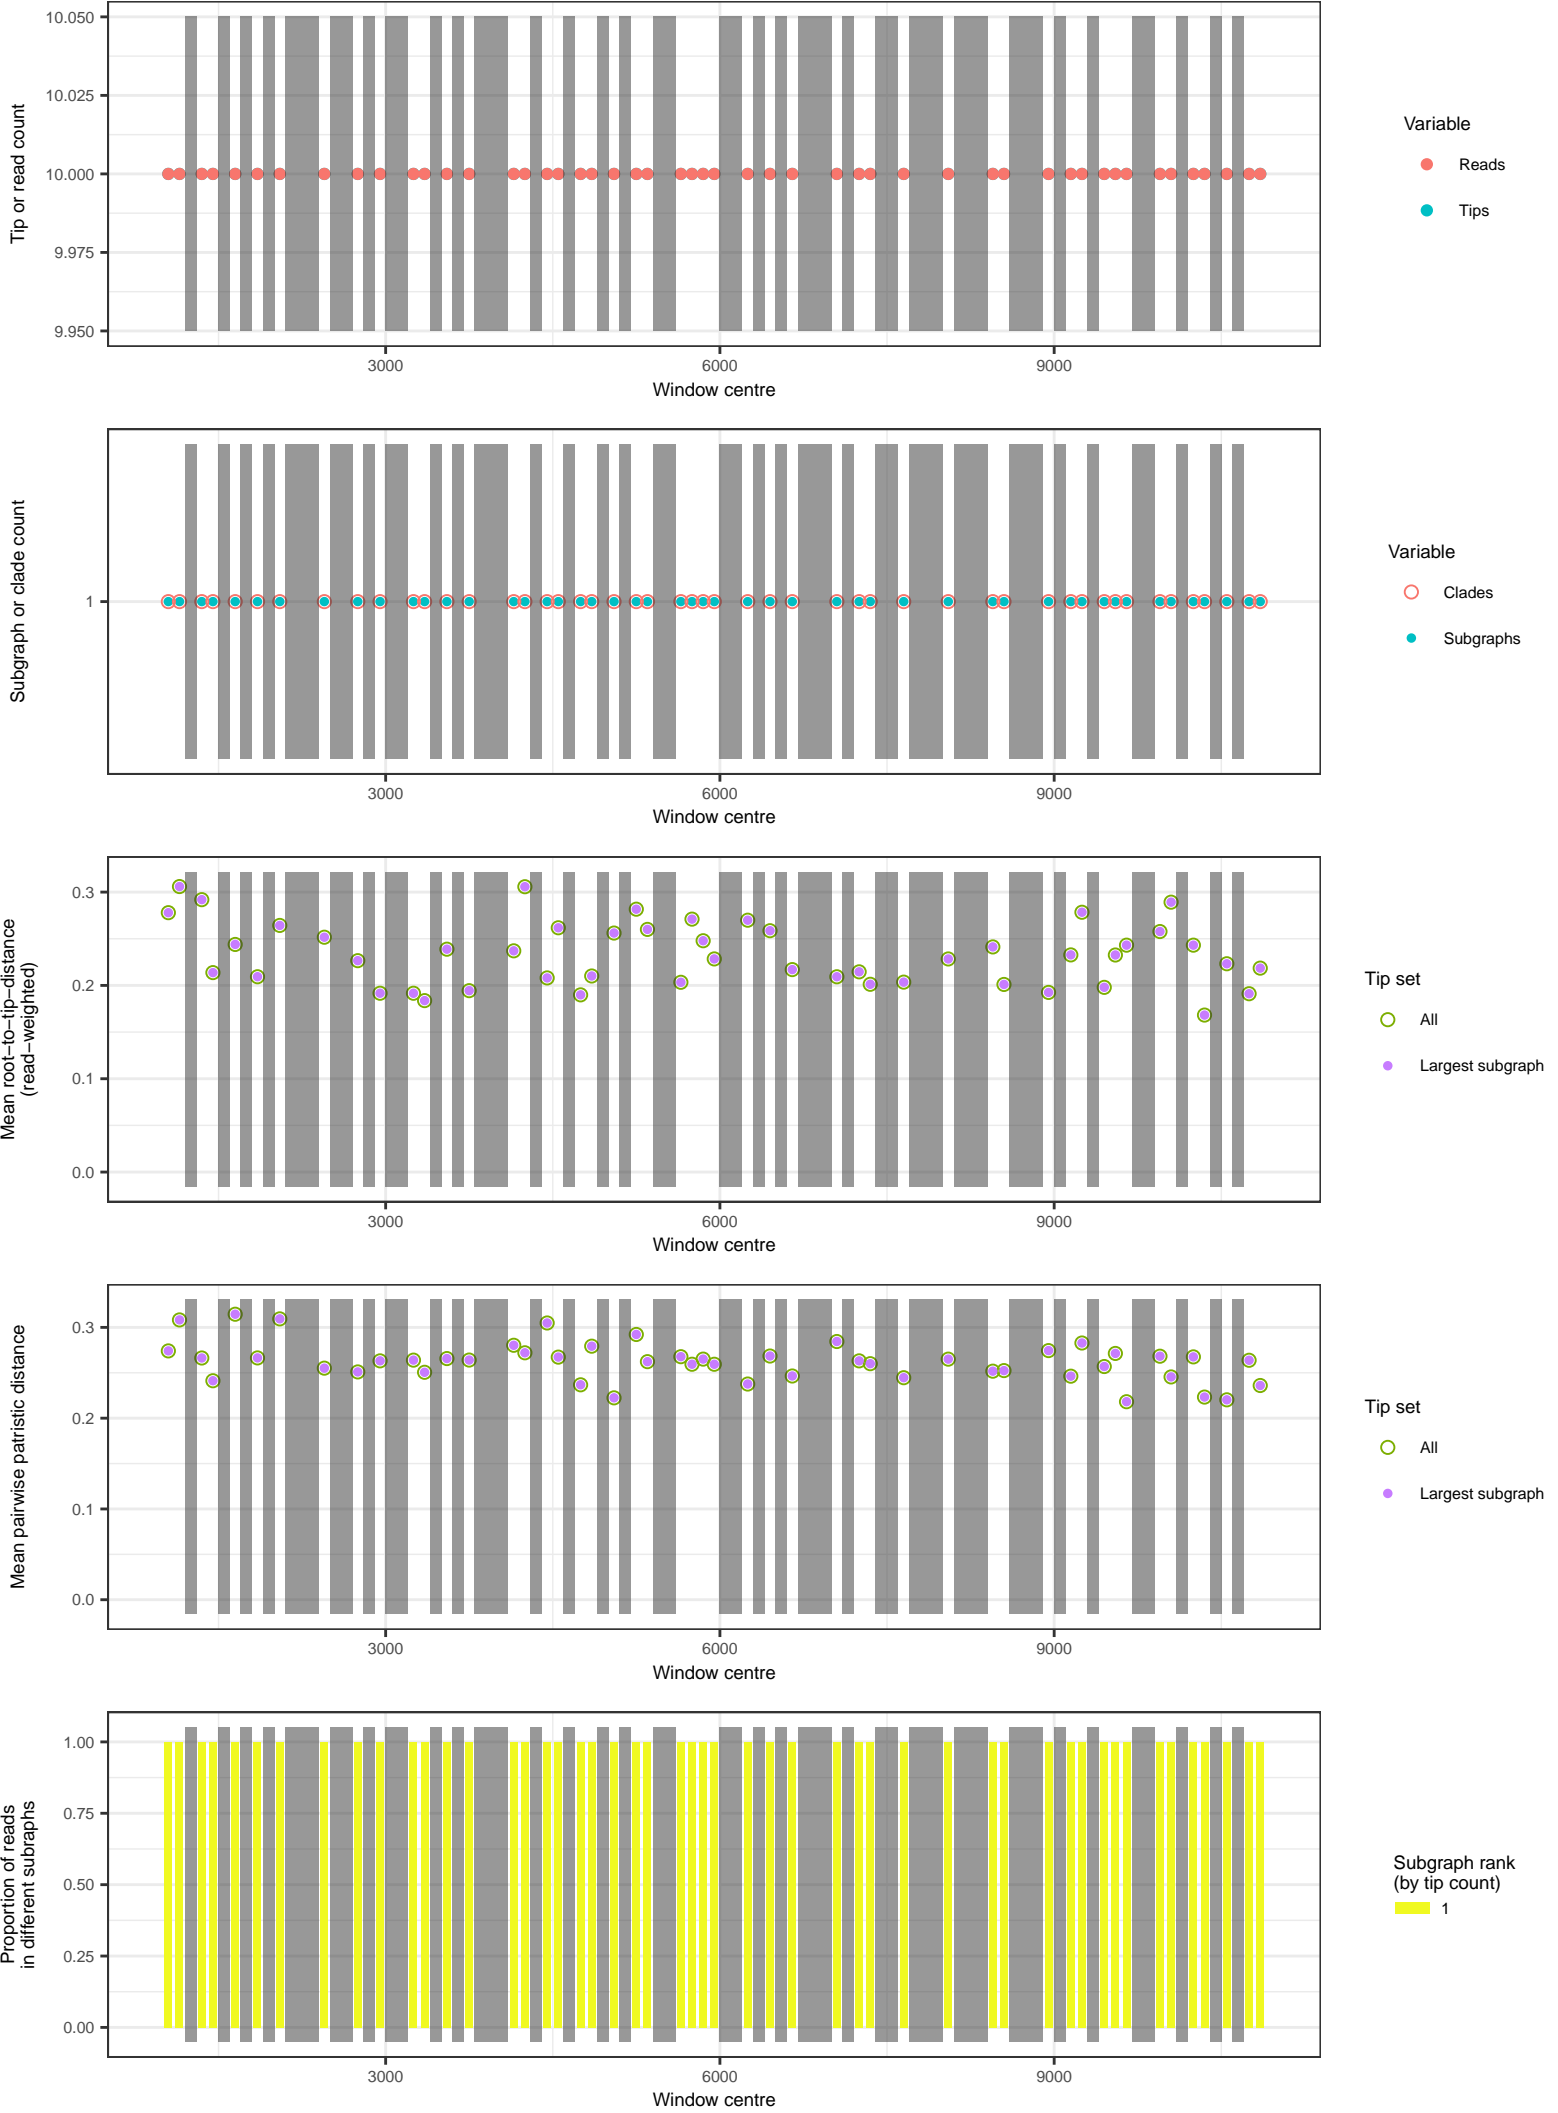 10.050
10.025
10.000
9.975
9.950
Tip or read count
3000
6000
9000
Window centre
Variable
Reads
Tips
1
Subgraph or clade count
3000
6000
9000
Window centre
Variable
Clades
Subgraphs
0.3
0.2
0.1
0.0
Mean root−to−tip−distance
(read−weighted)
3000
6000
9000
Window centre
Tip set
All
Largest subgraph
0.3
0.2
0.1
0.0
Mean pairwise patristic distance
3000
6000
9000
Window centre
Tip set
All
Largest subgraph
1.00
0.75
0.50
0.25
0.00
Proportion of reads
in different subraphs
3000
6000
9000
Window centre
Subgraph rank
(by tip count)
1